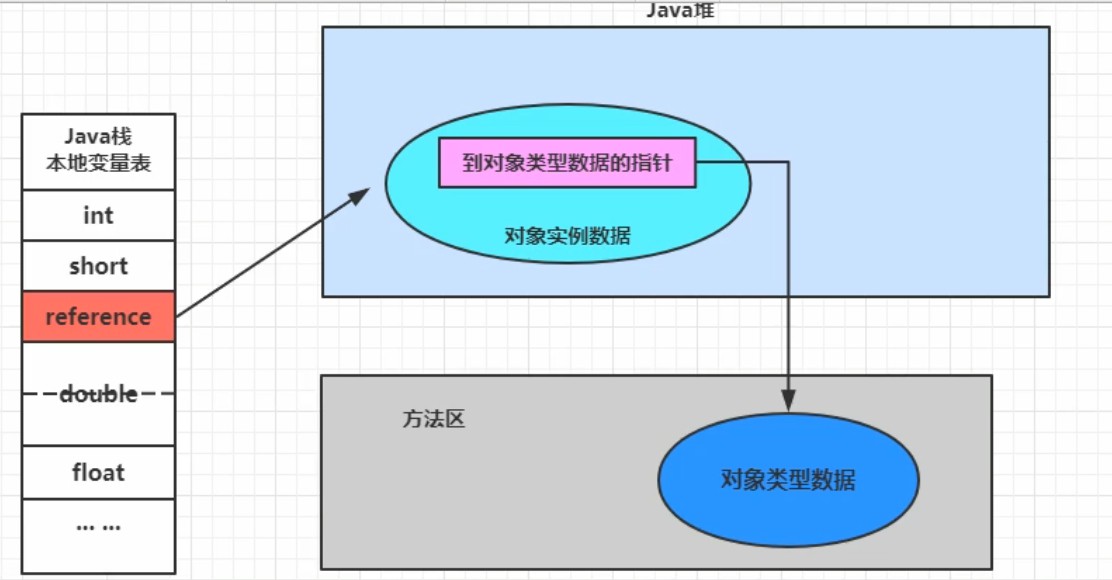 Java堆
Java栈
本地变量表
int
short
reference
double
float
... ...
到对象类型数据的指针
对象实例数据
方法区
对象类型数据